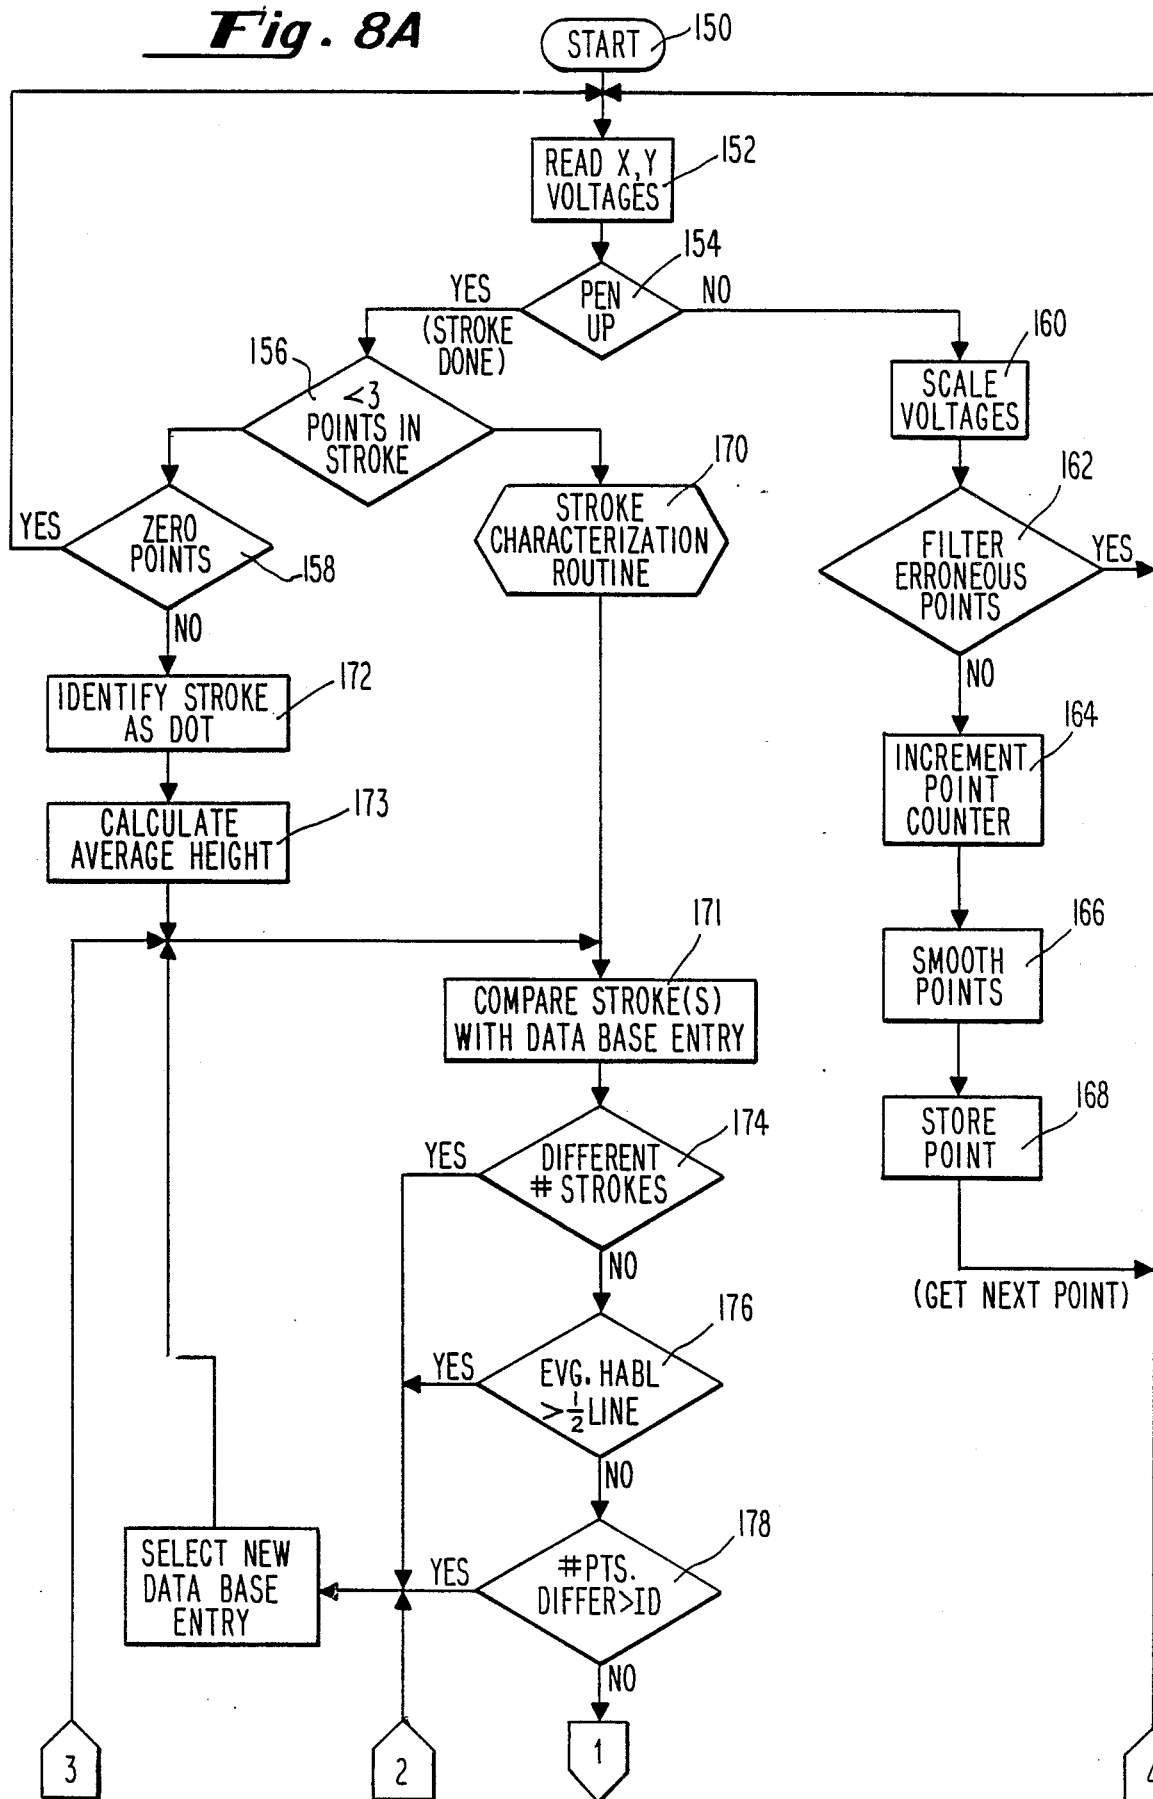 Fig. 8A
START
150
READ X,Y
VOLTAGES
152
PEN
UP
154
YES
(STROKE
DONE)
NO
<3
POINTS IN
STROKE
156
SCALE
VOLTAGES
160
ZERO
POINTS
158
YES
NO
STROKE
CHARACTERIZATION
ROUTINE
170
FILTER
ERRONEOUS
POINTS
162
YES
NO
IDENTIFY STROKE
AS DOT
172
INCREMENT
POINT
COUNTER
164
CALCULATE
AVERAGE HEIGHT
173
SMOOTH
POINTS
166
COMPARE STROKE(S)
WITH DATA BASE ENTRY
171
STORE
POINT
168
(GET NEXT POINT)
DIFFERENT
# STROKES
174
YES
NO
EVG. HABL
>1/2 LINE
176
YES
NO
#PTS.
DIFFER>ID
178
YES
NO
SELECT NEW
DATA BASE
ENTRY
3
2
1